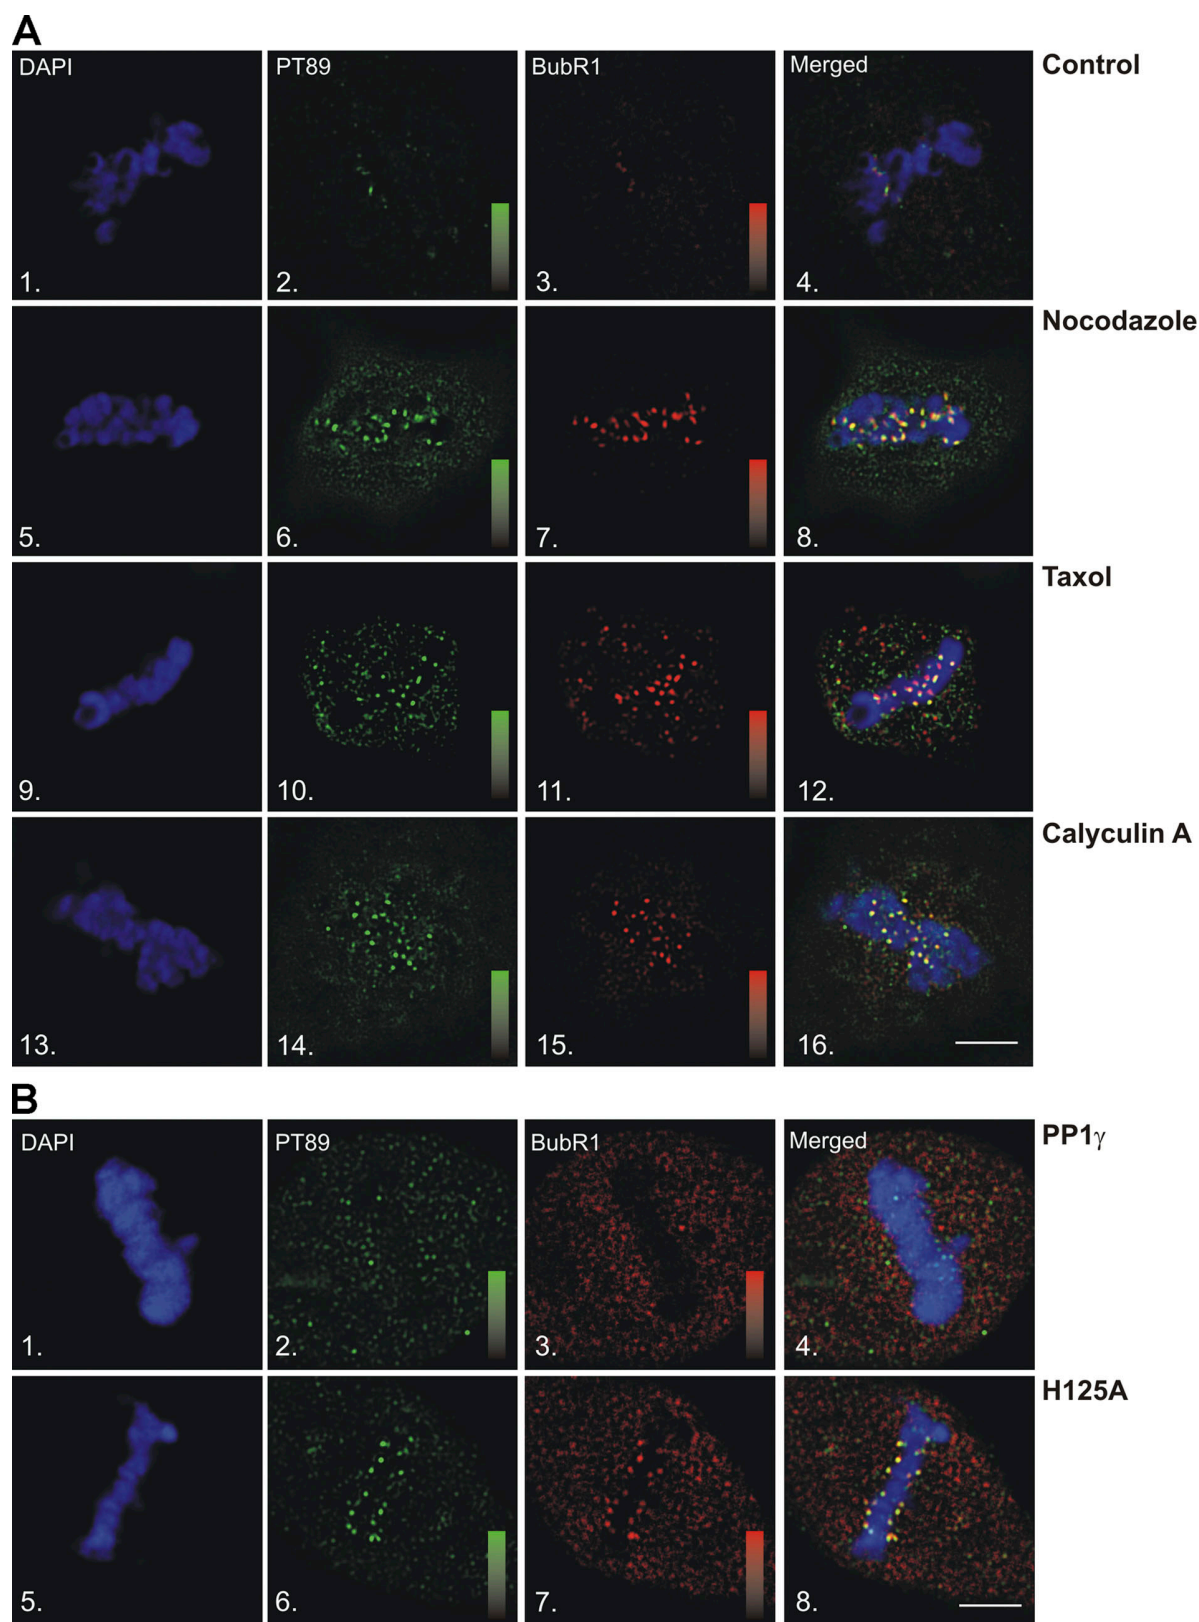 A
DAPI PT89 BubR1 Merged Control
1. 2. 3. 4.
Nocodazole
5. 6. 7. 8.
Taxol
9. 10. 11. 12.
Calyculin A
13. 14. 15. 16.
B
DAPI PT89 BubR1 Merged PP1γ
1. 2. 3. 4.
H125A
5. 6. 7. 8.